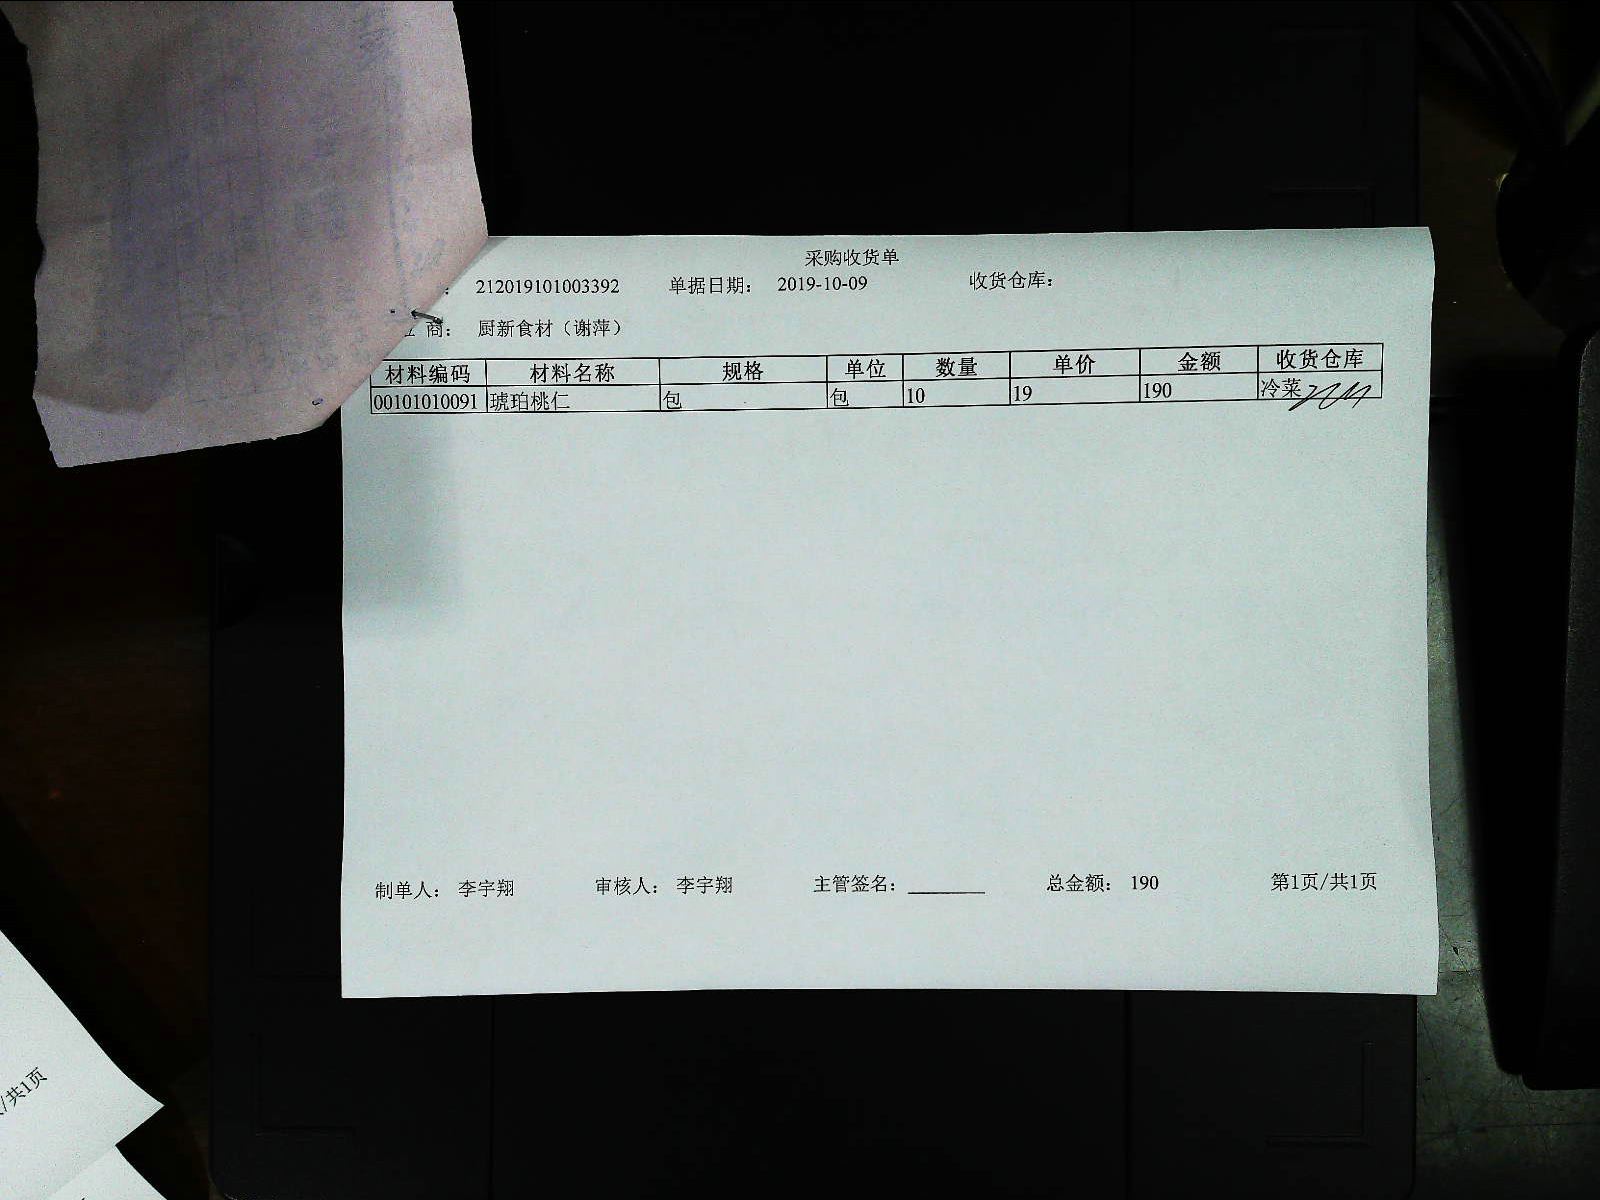 采购收货单
: 212019101003392 单据日期: 2019-10-09 收货仓库:
商: 厨新食材（谢萍）
材料编码 材料名称 规格 单位 数量 单价 金额 收货仓库
00101010091 琥珀桃仁 包 包 10 19 190 冷菜
制单人: 李宇翔 审核人: 李宇翔 主管签名: 总金额: 190 第1页/共1页
/共1页